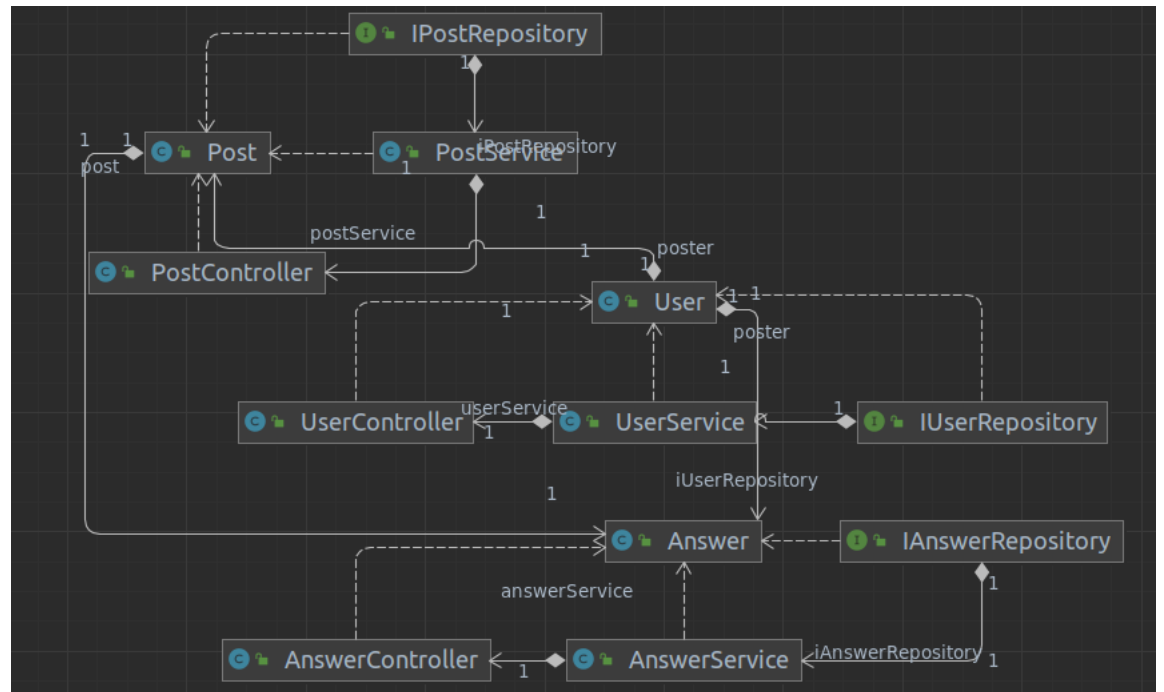 IPostRepository
1
1
1
Post
PostService
iPostRepository
post
1
1
postService
1
poster
PostController
1
User
1
1
1
poster
1
UserController
userService
1
UserService
1
IUserRepository
iUserRepository
1
Answer
IAnswerRepository
answerService
1
AnswerController
1
AnswerService
iAnswerRepository
1